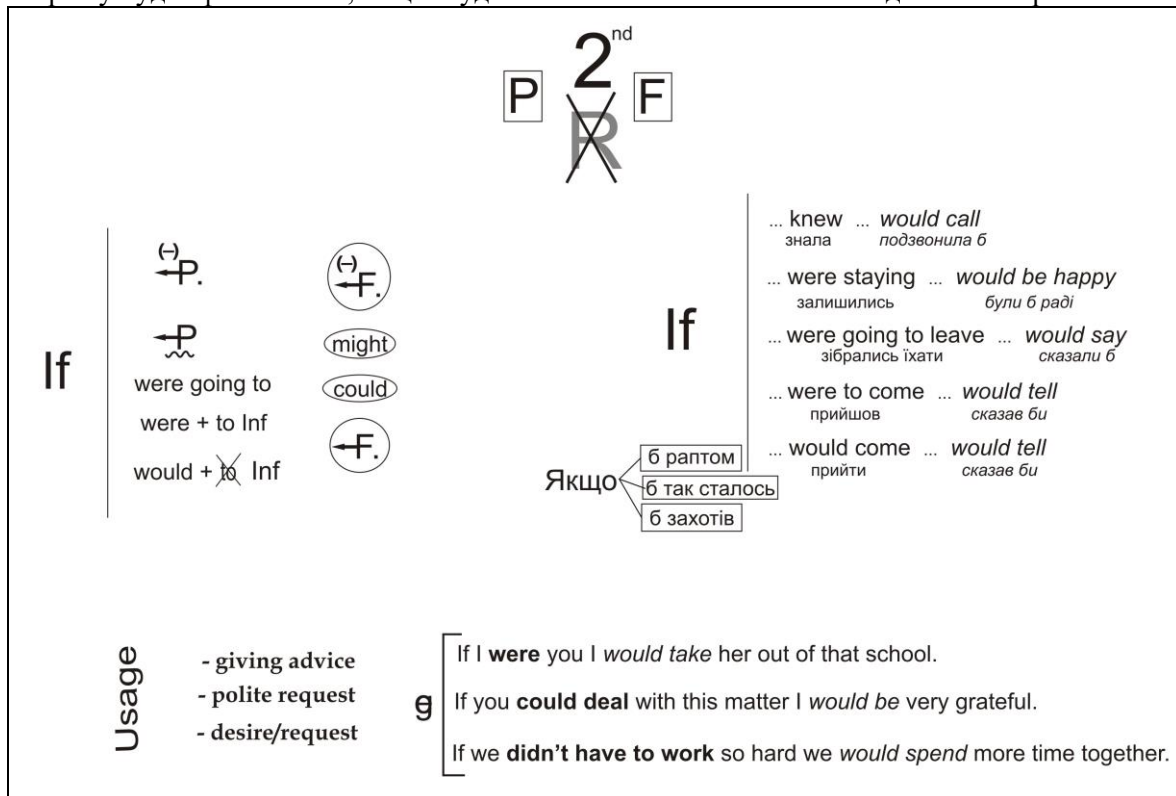 2nd
P F
R
If
(–)
P.
(–)
F.
P
might
were going to
could
were + to Inf
F.
would + to Inf
If
... knew ... would call
знала подзвонила б
... were staying ... would be happy
залишились були б раді
... were going to leave ... would say
зібрались їхати сказали б
... were to come ... would tell
прийшов сказав би
... would come ... would tell
прийти сказав би
Якщо
б раптом
б так сталось
б захотів
Usage
- giving advice
- polite request
- desire/request
If I were you I would take her out of that school.
If you could deal with this matter I would be very grateful.
If we didn't have to work so hard we would spend more time together.